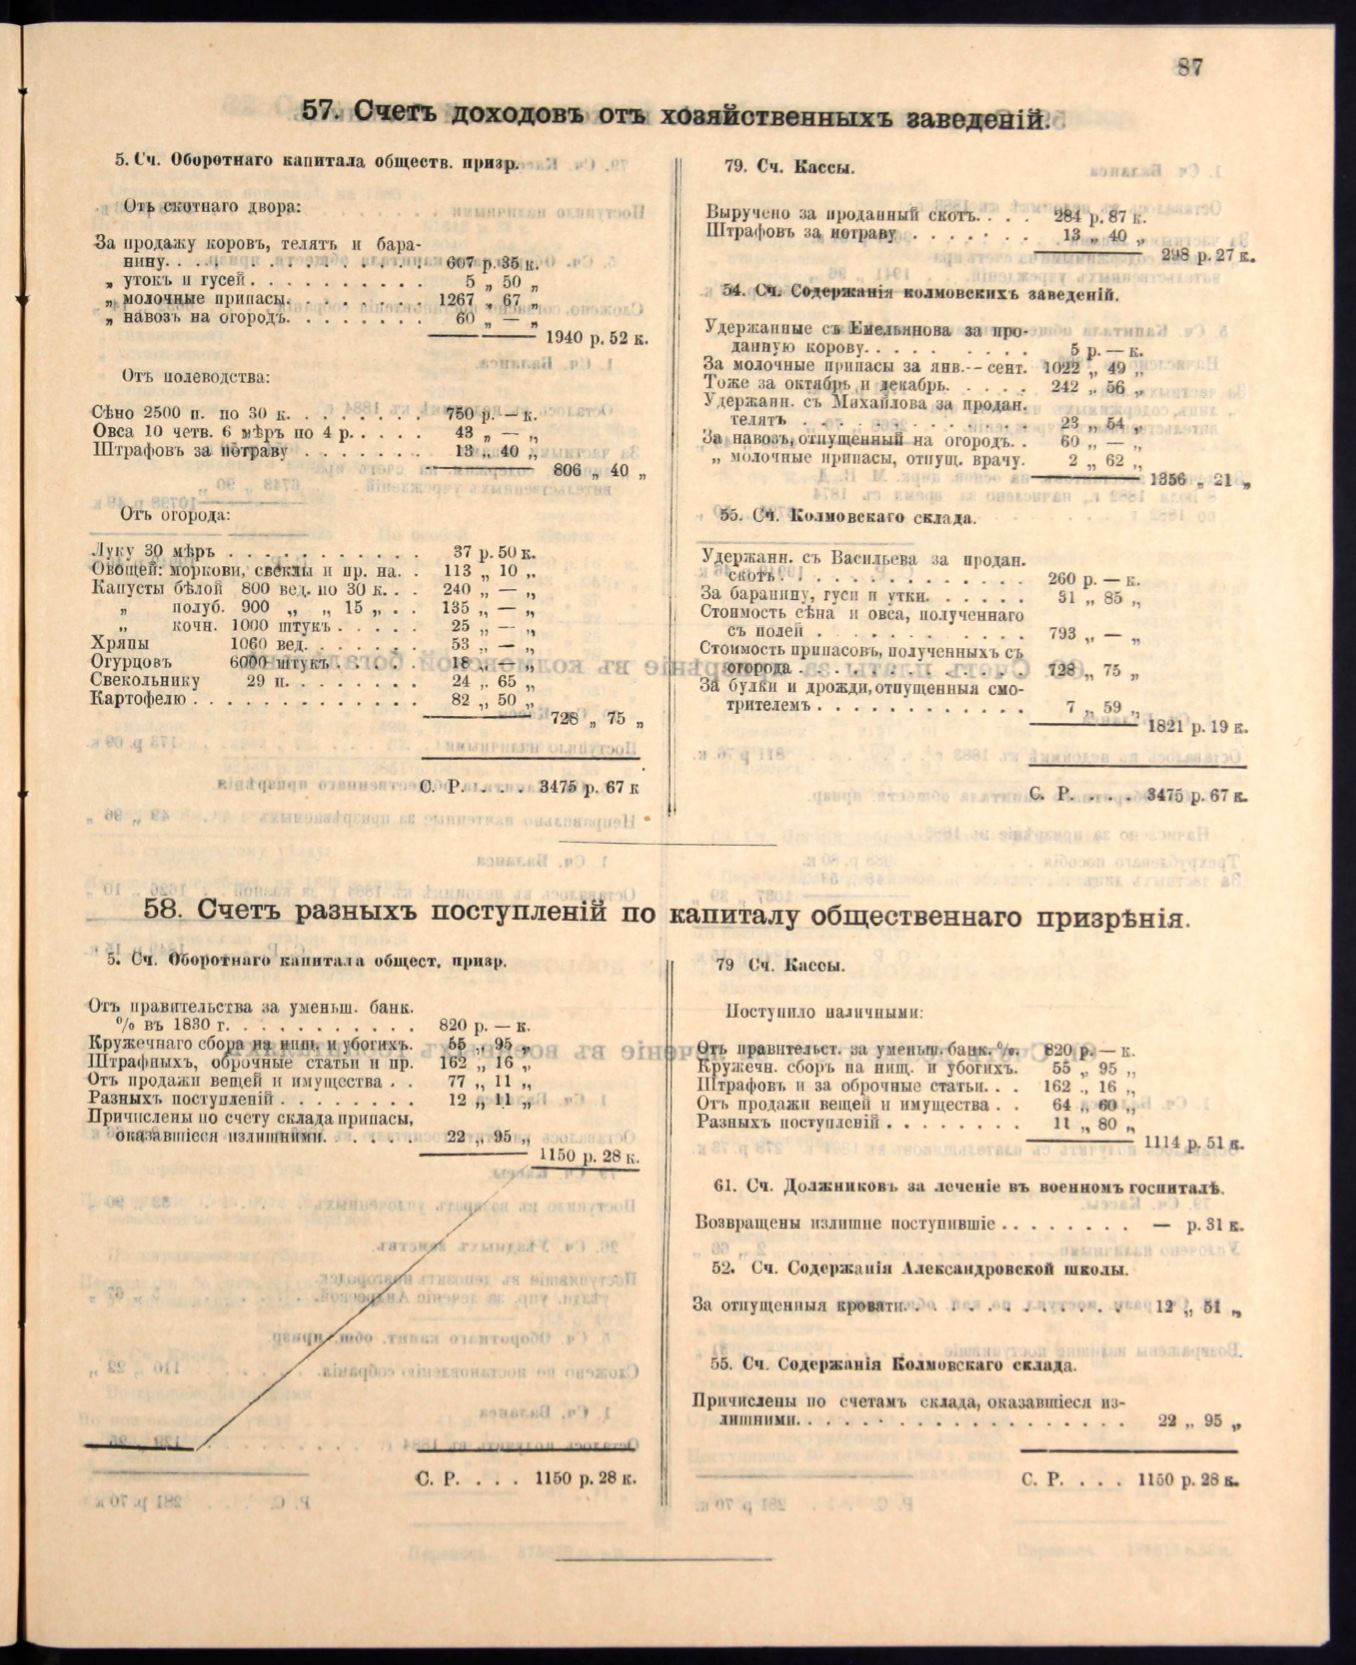 87
57. Счетъ доходовъ отъ хозяйственныхъ заведеній.
5. Сч. Оборотнаго капитала обществ. призр.
Отъ скотнаго двора:
За продажу коровъ, телятъ и бара-
нину. . . . . . . . . . . . . 607 р. 35 к.
„ утокъ и гусей . . . . . . . . . . 5 „ 50 „
„ молочные припасы. . . . . . . . 1267 „ 67 „
„ навозъ на огородъ. . . . . . . . 60 „ — „
1940 р. 52 к.
Отъ полеводства:
Сѣно 2500 п. по 30 к. . . . . . . . 750 р. — к.
Овса 10 четв. 6 мѣръ по 4 р. . . . . 43 „ — „
Штрафовъ за потраву . . . . . . . 13 „ 40 „
806 „ 40 „
Отъ огорода:
Луку 30 мѣръ . . . . . . . . . . . 37 р. 50 к.
Овощей: моркови, свеклы и пр. на. . 113 „ 10 „
Капусты бѣлой 800 вед. по 30 к. . . 240 „ — „
„ полуб. 900 „ „ 15 „ . . 135 „ — „
„ кочн. 1000 штукъ . . . . . 25 „ — „
Хряпы 1060 вед. . . . . . . 53 „ — „
Огурцовъ 6000 штукъ . . . . . 18 „ — „
Свекольнику 29 п. . . . . . . . 24 „ 65 „
Картофелю . . . . . . . . . . . . . 82 „ 50 „
728 „ 75 „
С. Р. . . . 3475 р. 67 к
79. Сч. Кассы.
Выручено за проданный скотъ. . . . 284 р. 87 к.
Штрафовъ за потраву . . . . . . . 13 „ 40 „
298 р. 27 к.
54. Сч. Содержанія колмовскихъ заведеній.
Удержанные съ Емельянова за про-
данную корову. . . . . . . . . . 5 р. — к.
За молочные припасы за янв. — сент. 1022 „ 49 „
Тоже за октябрь и декабрь. . . . . 242 „ 56 „
Удержанн. съ Михайлова за продан.
телятъ . . . . . . . . . . . . . 23 „ 54 „
За навозъ, отпущенный на огородъ. . 60 „ — „
„ молочные припасы, отпущ. врачу. 2 „ 62 „
1356 „ 21 „
55. Сч. Колмовскаго склада.
Удержанн. съ Васильева за продан.
скотъ . . . . . . . . . . . . . . 260 р. — к.
За баранину, гуси и утки. . . . . . 31 „ 85 „
Стоимость сѣна и овса, полученнаго
съ полей . . . . . . . . . . . . 793 „ — „
Стоимость припасовъ, полученныхъ съ
огорода . . . . . . . . . . . . . 728 „ 75 „
За булки и дрожди, отпущенныя смо-
трителемъ . . . . . . . . . . . . 7 „ 59 „
1821 р. 19 к.
С. Р. . . . 3475 р. 67 к.
58. Счетъ разныхъ поступленій по капиталу общественнаго призрѣнія.
5. Сч. Оборотнаго капитала общест. призр.
Отъ правительства за уменьш. банк.
% въ 1830 г. . . . . . . . . . . . 820 р. — к.
Кружечнаго сбора на нищ. и убогихъ. 55 „ 95 „
Штрафныхъ, оброчные статьи и пр. 162 „ 16 „
Отъ продажи вещей и имущества . . 77 „ 11 „
Разныхъ поступленій . . . . . . . . 12 „ 11 „
Причислены по счету склада припасы,
оказавшіеся излишними. . . . . . 22 „ 95 „
1150 р. 28 к.
С. Р. . . . 1150 р. 28 к.
79 Сч. Кассы.
Поступило наличными:
Отъ правительст. за уменьш. банк. %. 820 р. — к.
Кружечн. сборъ на нищ. и убогихъ. 55 „ 95 „
Штрафовъ и за оброчные статьи. . . 162 „ 16 „
Отъ продажи вещей и имущества . . 64 „ 60 „
Разныхъ поступленій . . . . . . . . 11 „ 80 „
1114 р. 51 к.
61. Сч. Должниковъ за леченіе въ военномъ госпиталѣ.
Возвращены излишне поступившіе . . . . . . . . — р. 31 к.
52. Сч. Содержанія Александровской школы.
За отпущенныя кровати. . . . . . . . . . . . . 12 „ 51 „
55. Сч. Содержанія Колмовскаго склада.
Причислены по счетамъ склада, оказавшіеся из-
лишними. . . . . . . . . . . . . . . . . . 22 „ 95 „
С. Р. . . . 1150 р. 28 к.